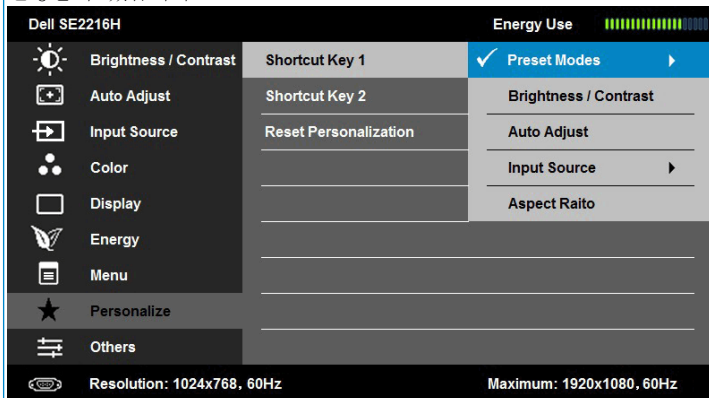 Dell SE2216H Energy Use
Brightness / Contrast Shortcut Key 1 Preset Modes
Auto Adjust Shortcut Key 2 Brightness / Contrast
Input Source Reset Personalization Auto Adjust
Color Input Source
Display Aspect Raito
Energy
Menu
Personalize
Others
Resolution: 1024x768, 60Hz Maximum: 1920x1080, 60Hz